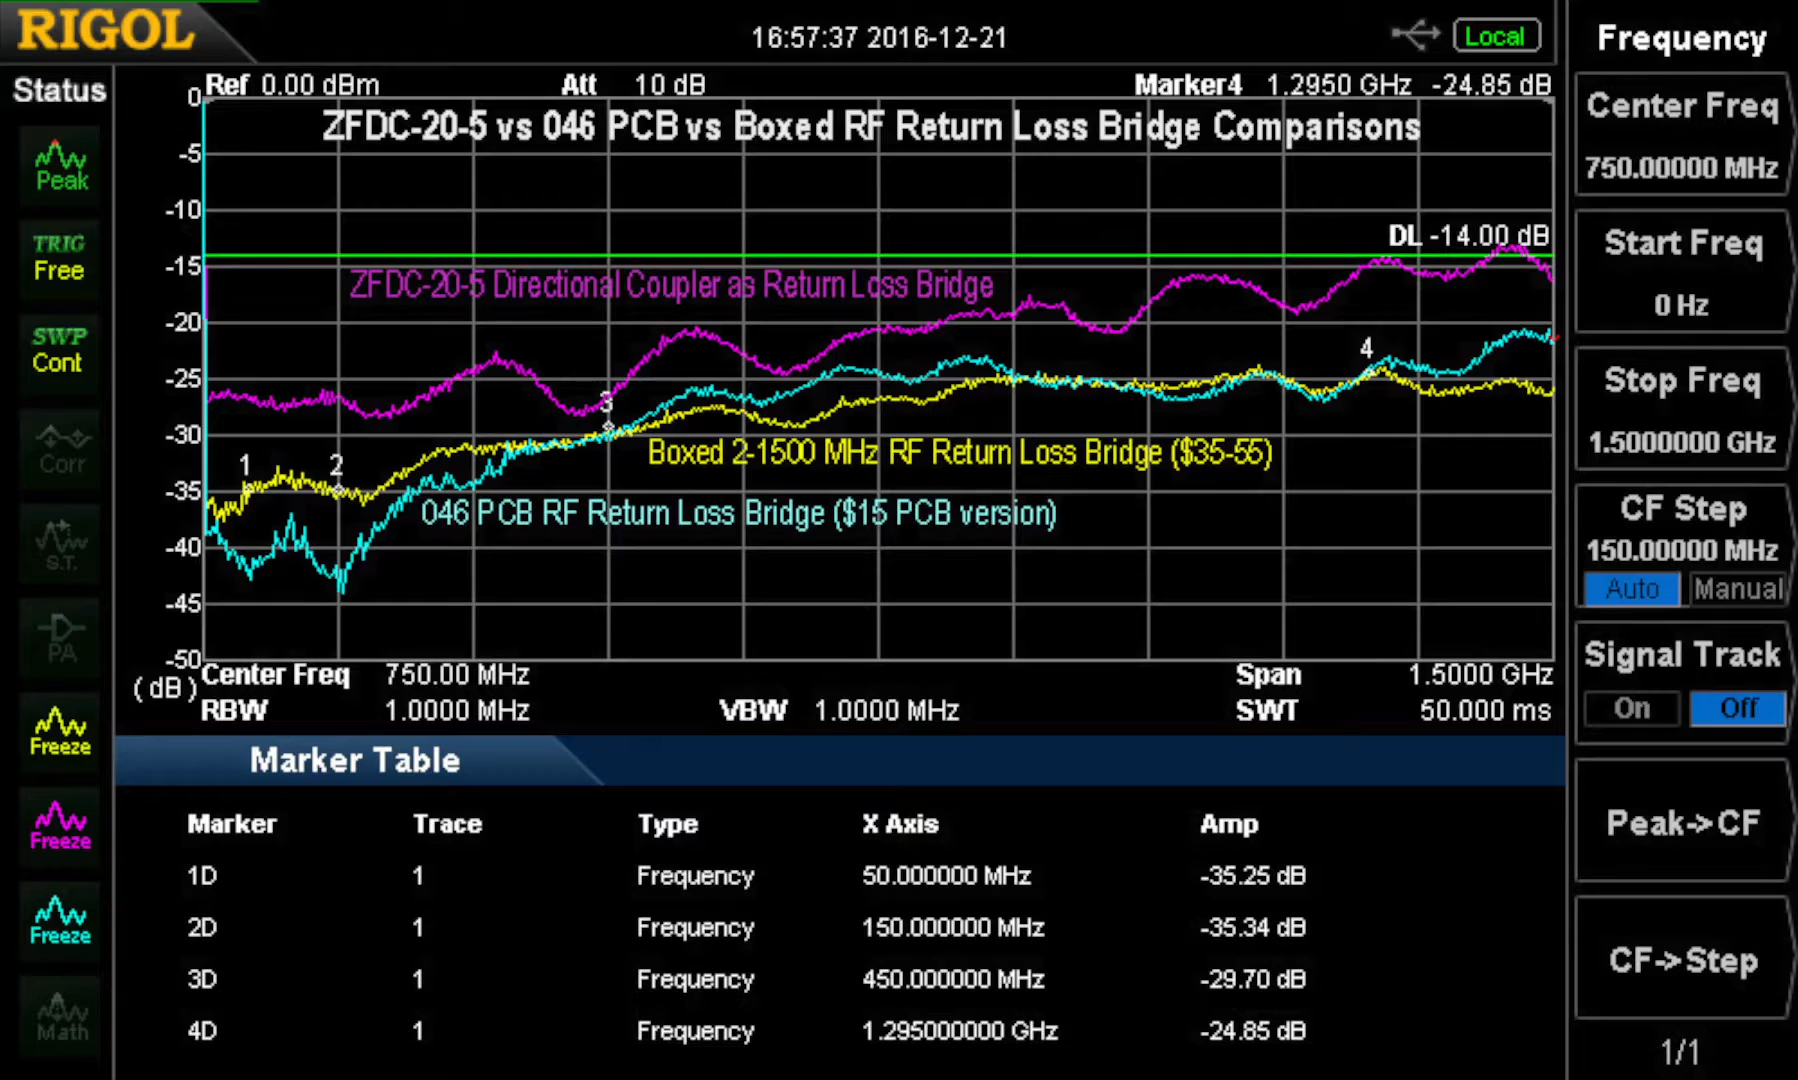 RIGOL
16:57:37 2016-12-21
Local
Status
Peak
TRIG
Free
SWP
Cont
Corr
S.T.
PA
Freeze
Freeze
Freeze
Math
Ref 0.00 dBm
Att 10 dB
Marker4 1.2950 GHz -24.85 dB
ZFDC-20-5 vs 046 PCB vs Boxed RF Return Loss Bridge Comparisons
0
-5
-10
-15
-20
-25
-30
-35
-40
-45
-50
(dB)
DL -14.00 dB
ZFDC-20-5 Directional Coupler as Return Loss Bridge
1
2
3
4
Boxed 2-1500 MHz RF Return Loss Bridge ($35-55)
046 PCB RF Return Loss Bridge ($15 PCB version)
Center Freq 750.00 MHz
Span 1.5000 GHz
RBW 1.0000 MHz
VBW 1.0000 MHz
SWT 50.000 ms
Marker Table
Marker Trace Type X Axis Amp
1D 1 Frequency 50.000000 MHz -35.25 dB
2D 1 Frequency 150.000000 MHz -35.34 dB
3D 1 Frequency 450.000000 MHz -29.70 dB
4D 1 Frequency 1.295000000 GHz -24.85 dB
Frequency
Center Freq
750.00000 MHz
Start Freq
0 Hz
Stop Freq
1.5000000 GHz
CF Step
150.00000 MHz
Auto Manual
Signal Track
On Off
Peak->CF
CF->Step
1/1